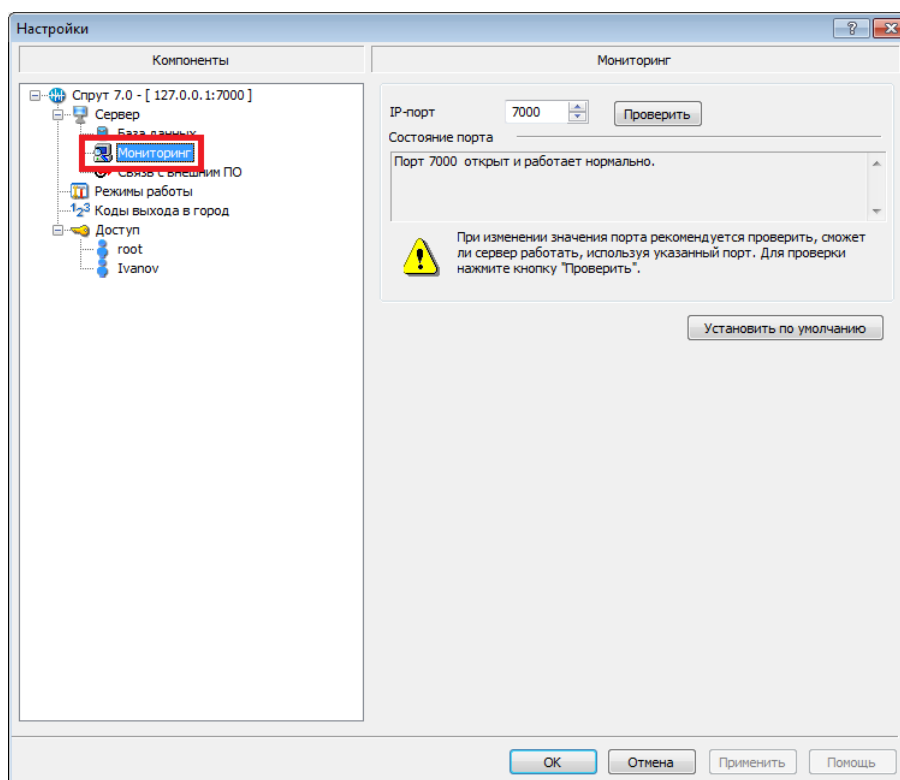 Настройки
Компоненты
Мониторинг
Спрут 7.0 - [ 127.0.0.1:7000 ]
Сервер
База данных
Мониторинг
Связь с внешним ПО
Режимы работы
Коды выхода в город
Доступ
root
Ivanov
IP-порт 7000 Проверить
Состояние порта
Порт 7000 открыт и работает нормально.
При изменении значения порта рекомендуется проверить, сможет
ли сервер работать, используя указанный порт. Для проверки
нажмите кнопку "Проверить".
Установить по умолчанию
OK Отмена Применить Помощь